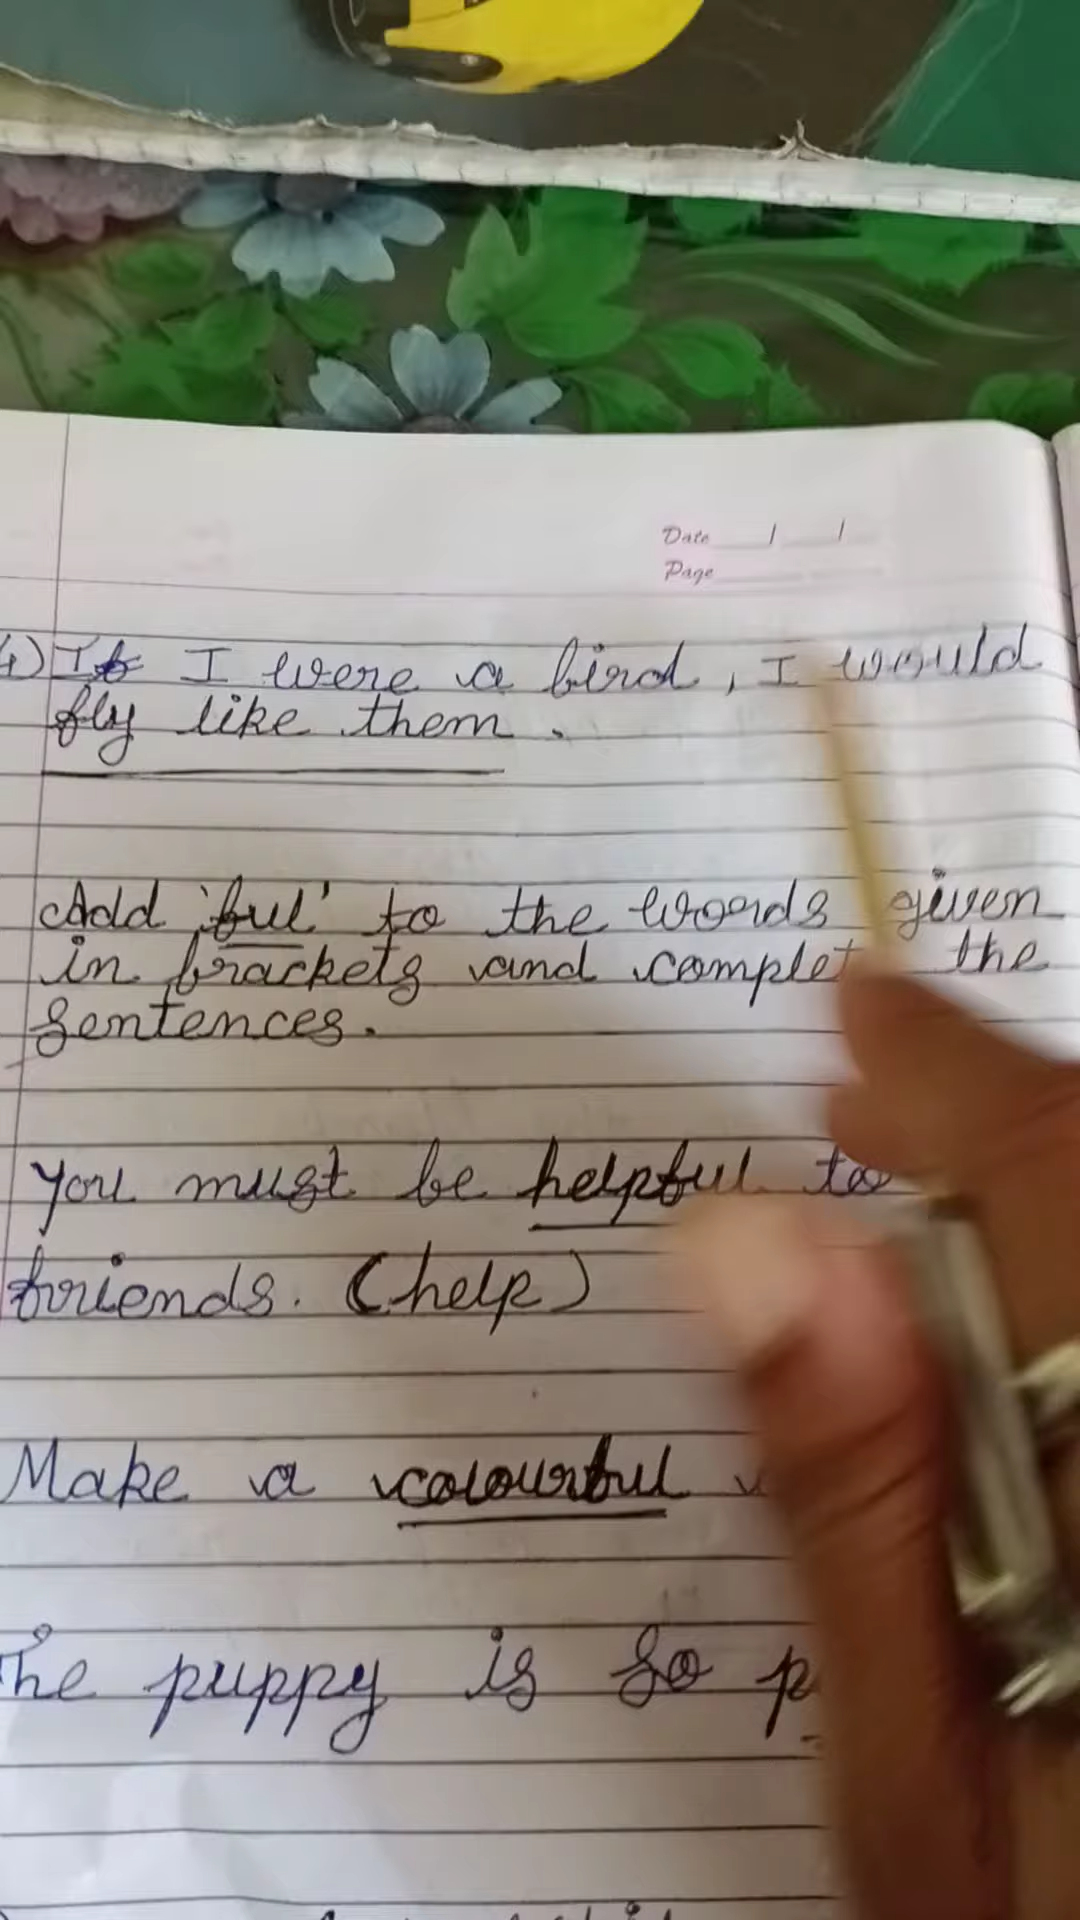 Date / /
Page
4) If I were a bird, I would
fly like them.
Add 'ful' to the words given
in brackets and complet the
sentences.
You must be helpful to
friends. (help)
Make a colourful
The puppy is so p